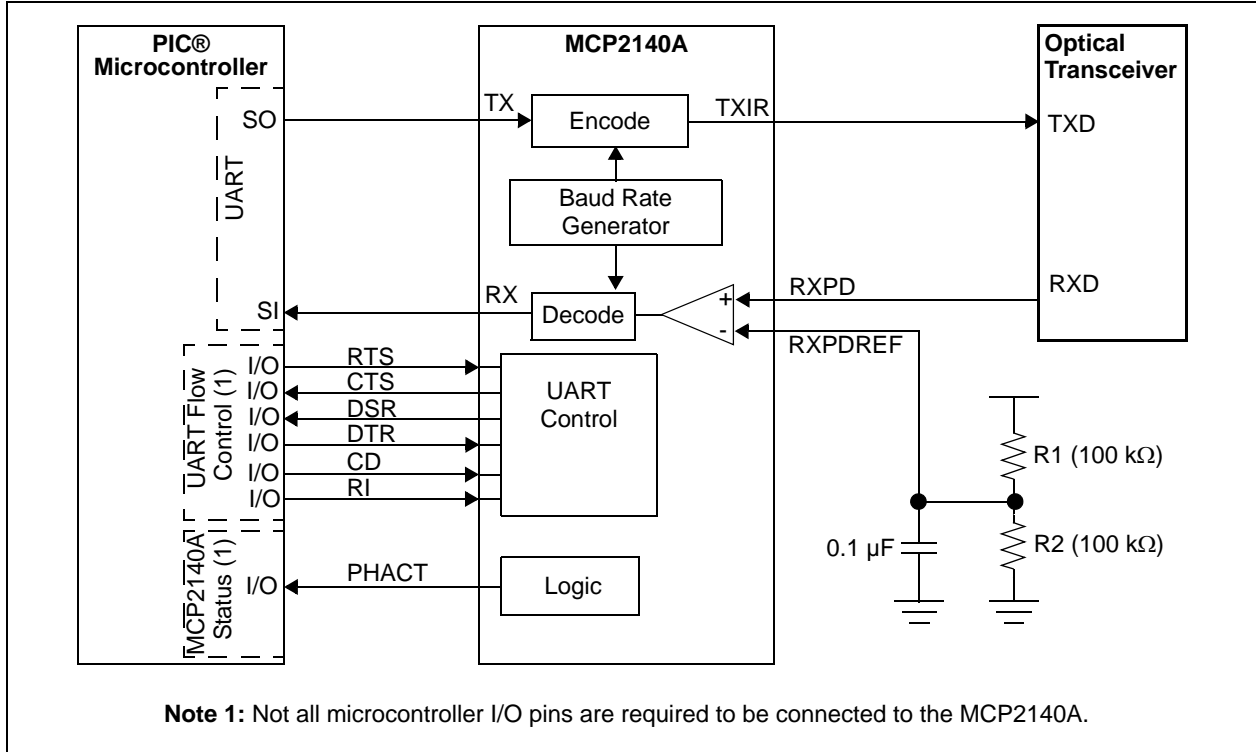 PIC®
Microcontroller
MCP2140A
Optical
Transceiver
UART
SO
TX
Encode
TXIR
TXD
Baud Rate
Generator
SI
RX
Decode
+
-
RXPD
RXPDREF
RXD
UART Flow
Control (1)
I/O
RTS
I/O
CTS
I/O
DSR
I/O
DTR
I/O
CD
I/O
RI
UART
Control
R1 (100 kΩ)
0.1 µF
R2 (100 kΩ)
MCP2140A
Status (1)
I/O
PHACT
Logic
Note 1: Not all microcontroller I/O pins are required to be connected to the MCP2140A.